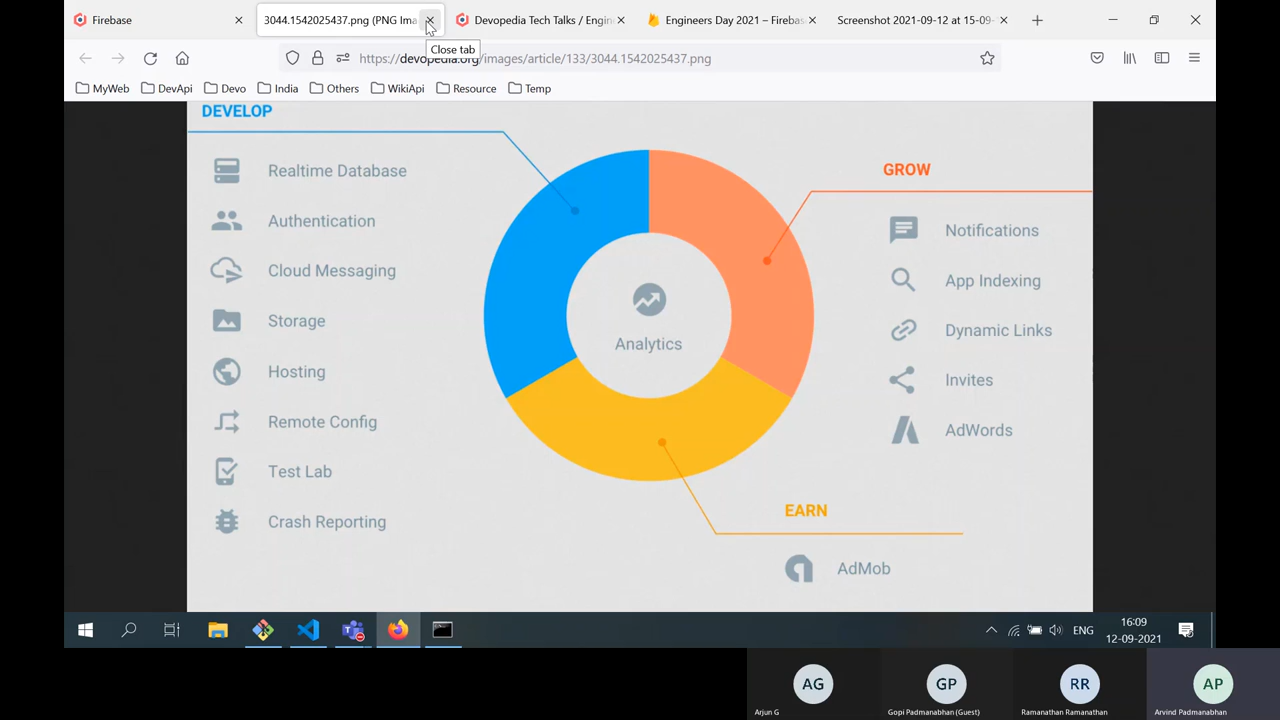 Firebase
3044.1542025437.png (PNG Ima
Devopedia Tech Talks / Engin
Engineers Day 2021 – Firebas
Screenshot 2021-09-12 at 15-09-
Close tab
https://devopedia.org/images/article/133/3044.1542025437.png
MyWeb
DevApi
Devo
India
Others
WikiApi
Resource
Temp
DEVELOP
Realtime Database
Authentication
Cloud Messaging
Storage
Hosting
Remote Config
Test Lab
Crash Reporting
Analytics
GROW
Notifications
App Indexing
Dynamic Links
Invites
AdWords
EARN
AdMob
ENG
16:09
12-09-2021
AG
GP
RR
AP
Arjun G
Gopi Padmanabhan (Guest)
Ramanathan Ramanathan
Arvind Padmanabhan